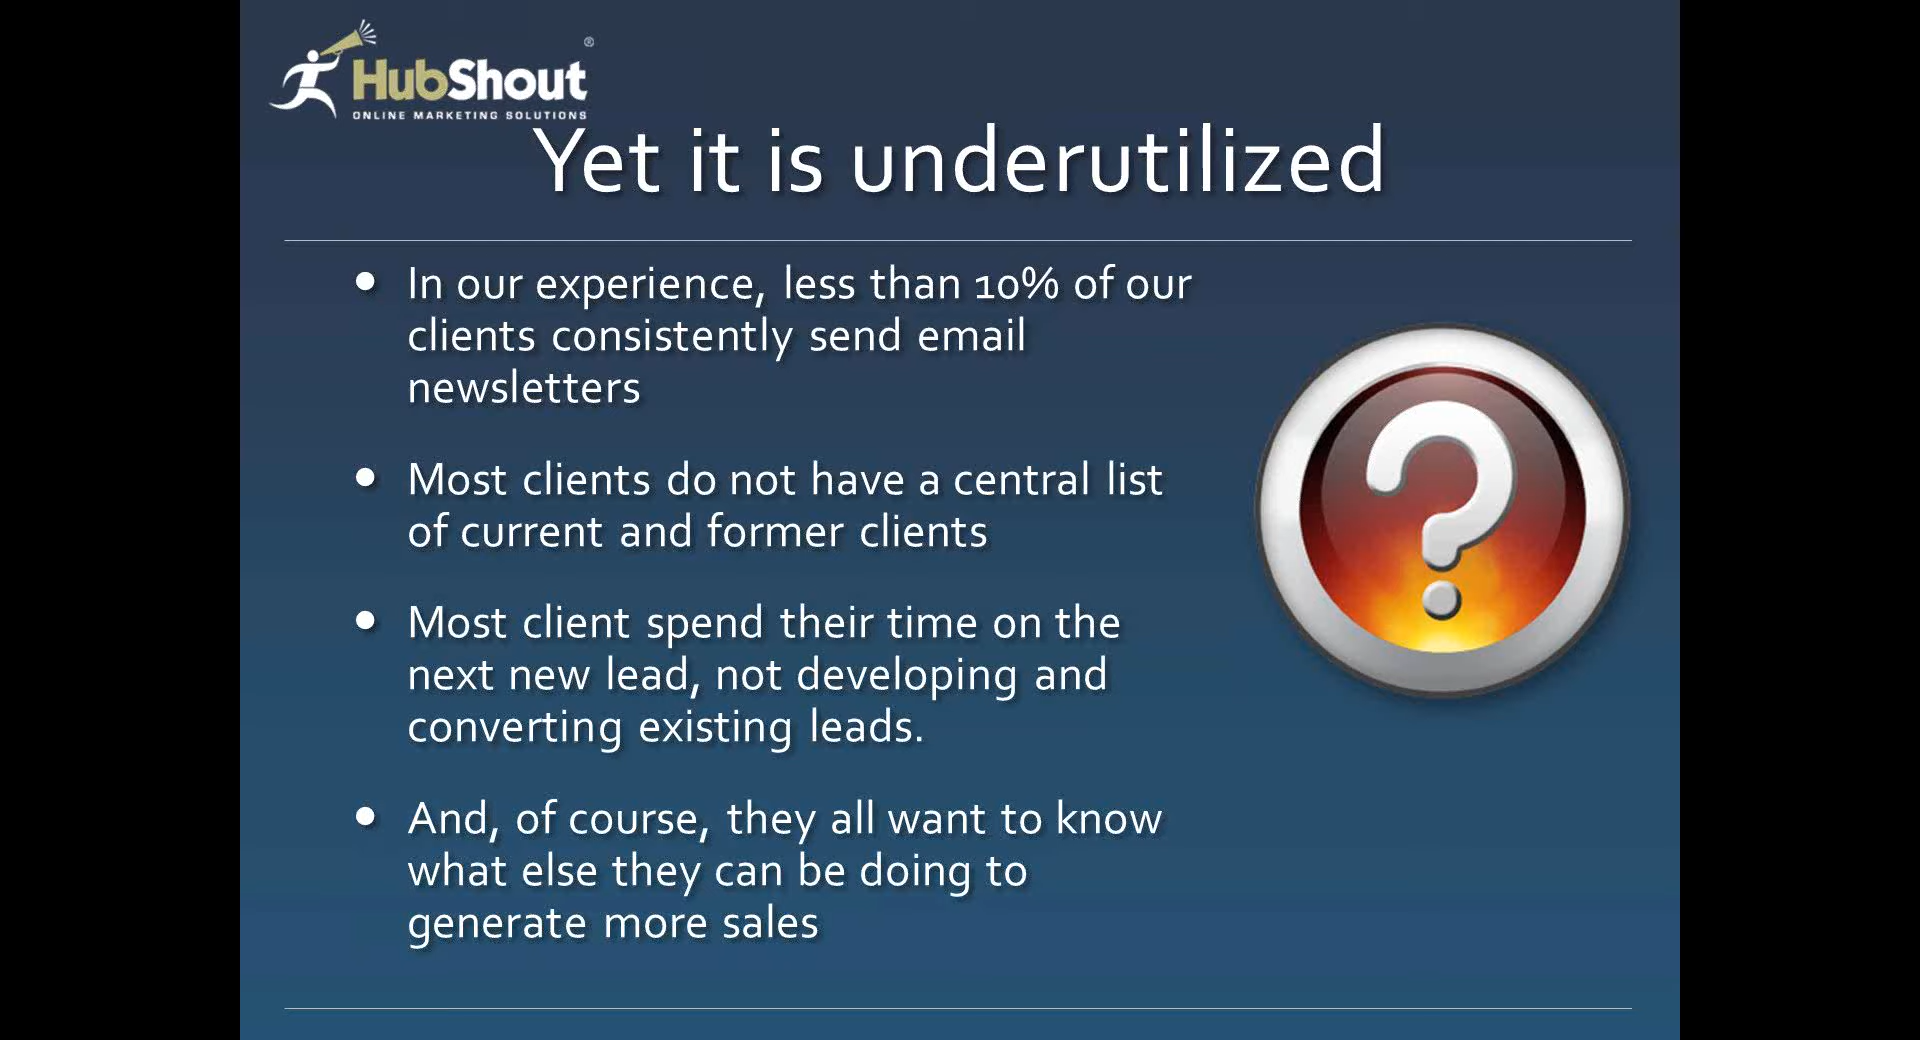 HubShout®
ONLINE MARKETING SOLUTIONS
Yet it is underutilized
• In our experience, less than 10% of our
clients consistently send email
newsletters
• Most clients do not have a central list
of current and former clients
• Most client spend their time on the
next new lead, not developing and
converting existing leads.
• And, of course, they all want to know
what else they can be doing to
generate more sales
?